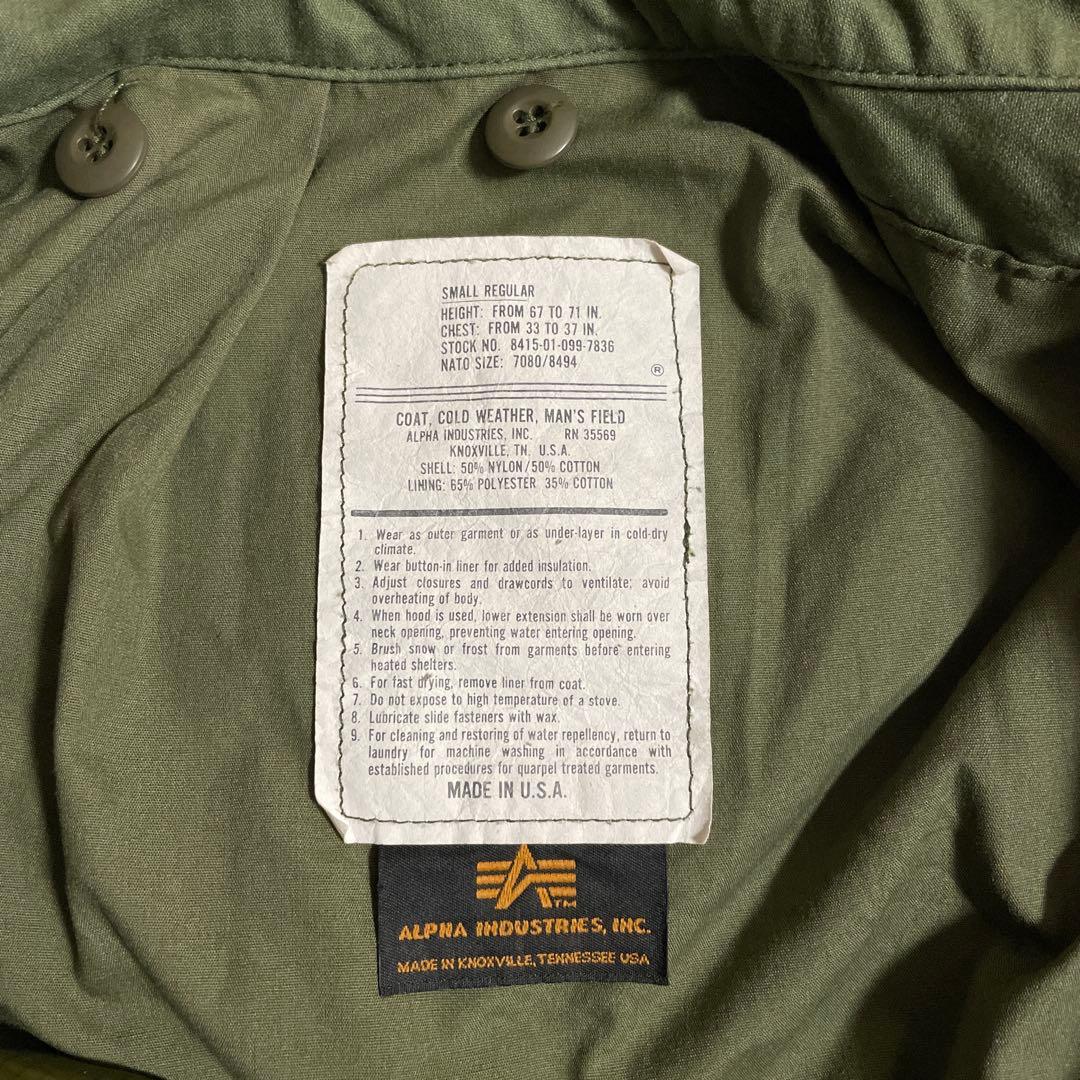 SMALL REGULAR
HEIGHT: FROM 67 TO 71 IN.
CHEST: FROM 33 TO 37 IN.
STOCK NO. 8415-01-099-7836
NATO SIZE: 7080/8494
®
COAT, COLD WEATHER, MAN'S FIELD
ALPHA INDUSTRIES, INC. RN 35569
KNOXVILLE, TN. U.S.A.
SHELL: 50% NYLON/50% COTTON
LINING: 65% POLYESTER 35% COTTON
1. Wear as outer garment or as under-layer in cold-dry
climate.
2. Wear button-in liner for added insulation.
3. Adjust closures and drawcords to ventilate; avoid
overheating of body.
4. When hood is used, lower extension shall be worn over
neck opening, preventing water entering opening.
5. Brush snow or frost from garments before entering
heated shelters.
6. For fast drying, remove liner from coat.
7. Do not expose to high temperature of a stove.
8. Lubricate slide fasteners with wax.
9. For cleaning and restoring of water repellency, return to
laundry for machine washing in accordance with
established procedures for quarpel treated garments.
MADE IN U.S.A.
TM
ALPHA INDUSTRIES, INC.
MADE IN KNOXVILLE, TENNESSEE USA